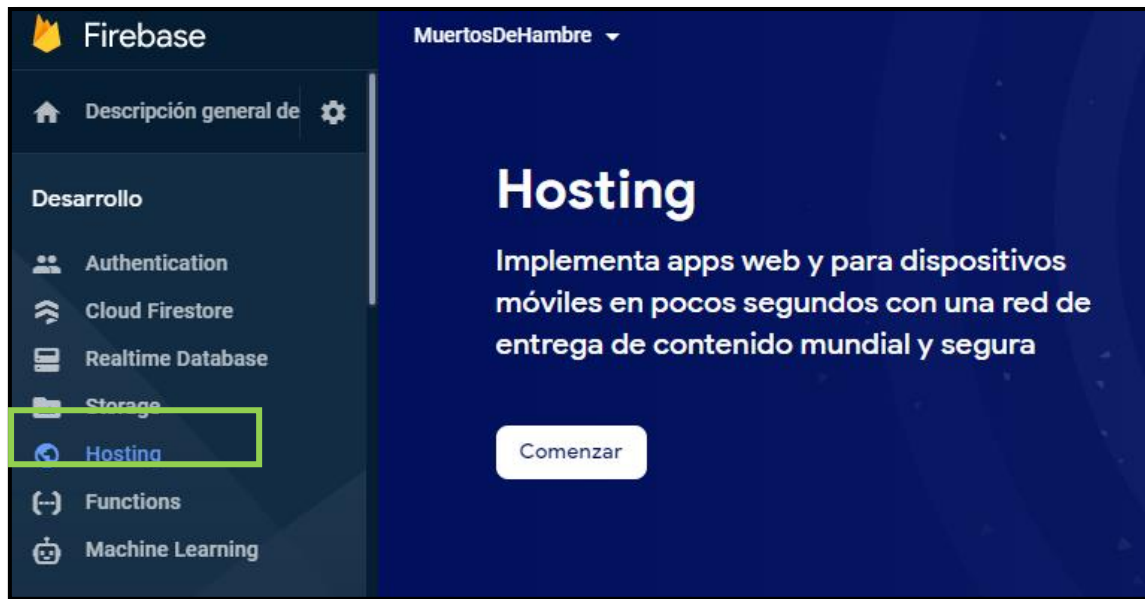 Firebase
MuertosDeHambre
Descripción general de
Desarrollo
Authentication
Cloud Firestore
Realtime Database
Storage
Hosting
Functions
Machine Learning
Hosting
Implementa apps web y para dispositivos
móviles en pocos segundos con una red de
entrega de contenido mundial y segura
Comenzar